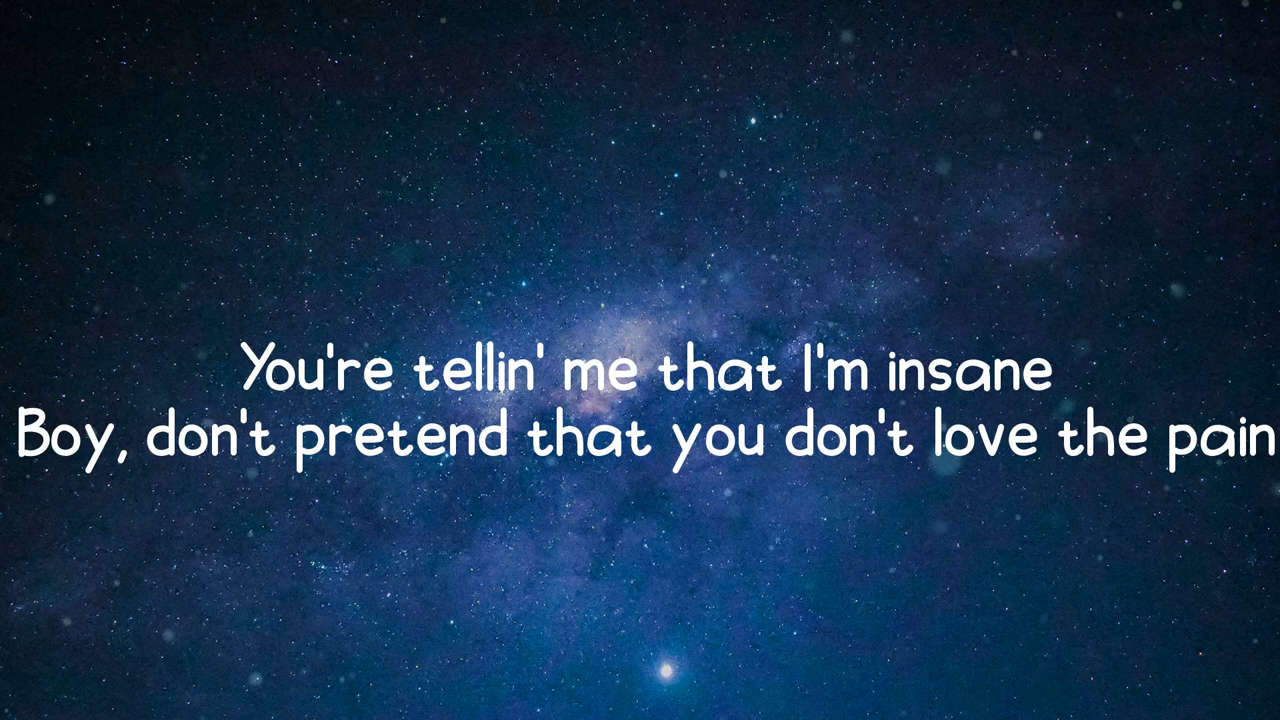 You're tellin' me that I'm insane
Boy, don't pretend that you don't love the pain